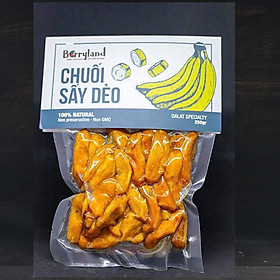 Berryland
CHUỐI
SẤY DẺO
100% NATURAL
Non preservative - Non GMO
DALAT SPECIALTY
250gr